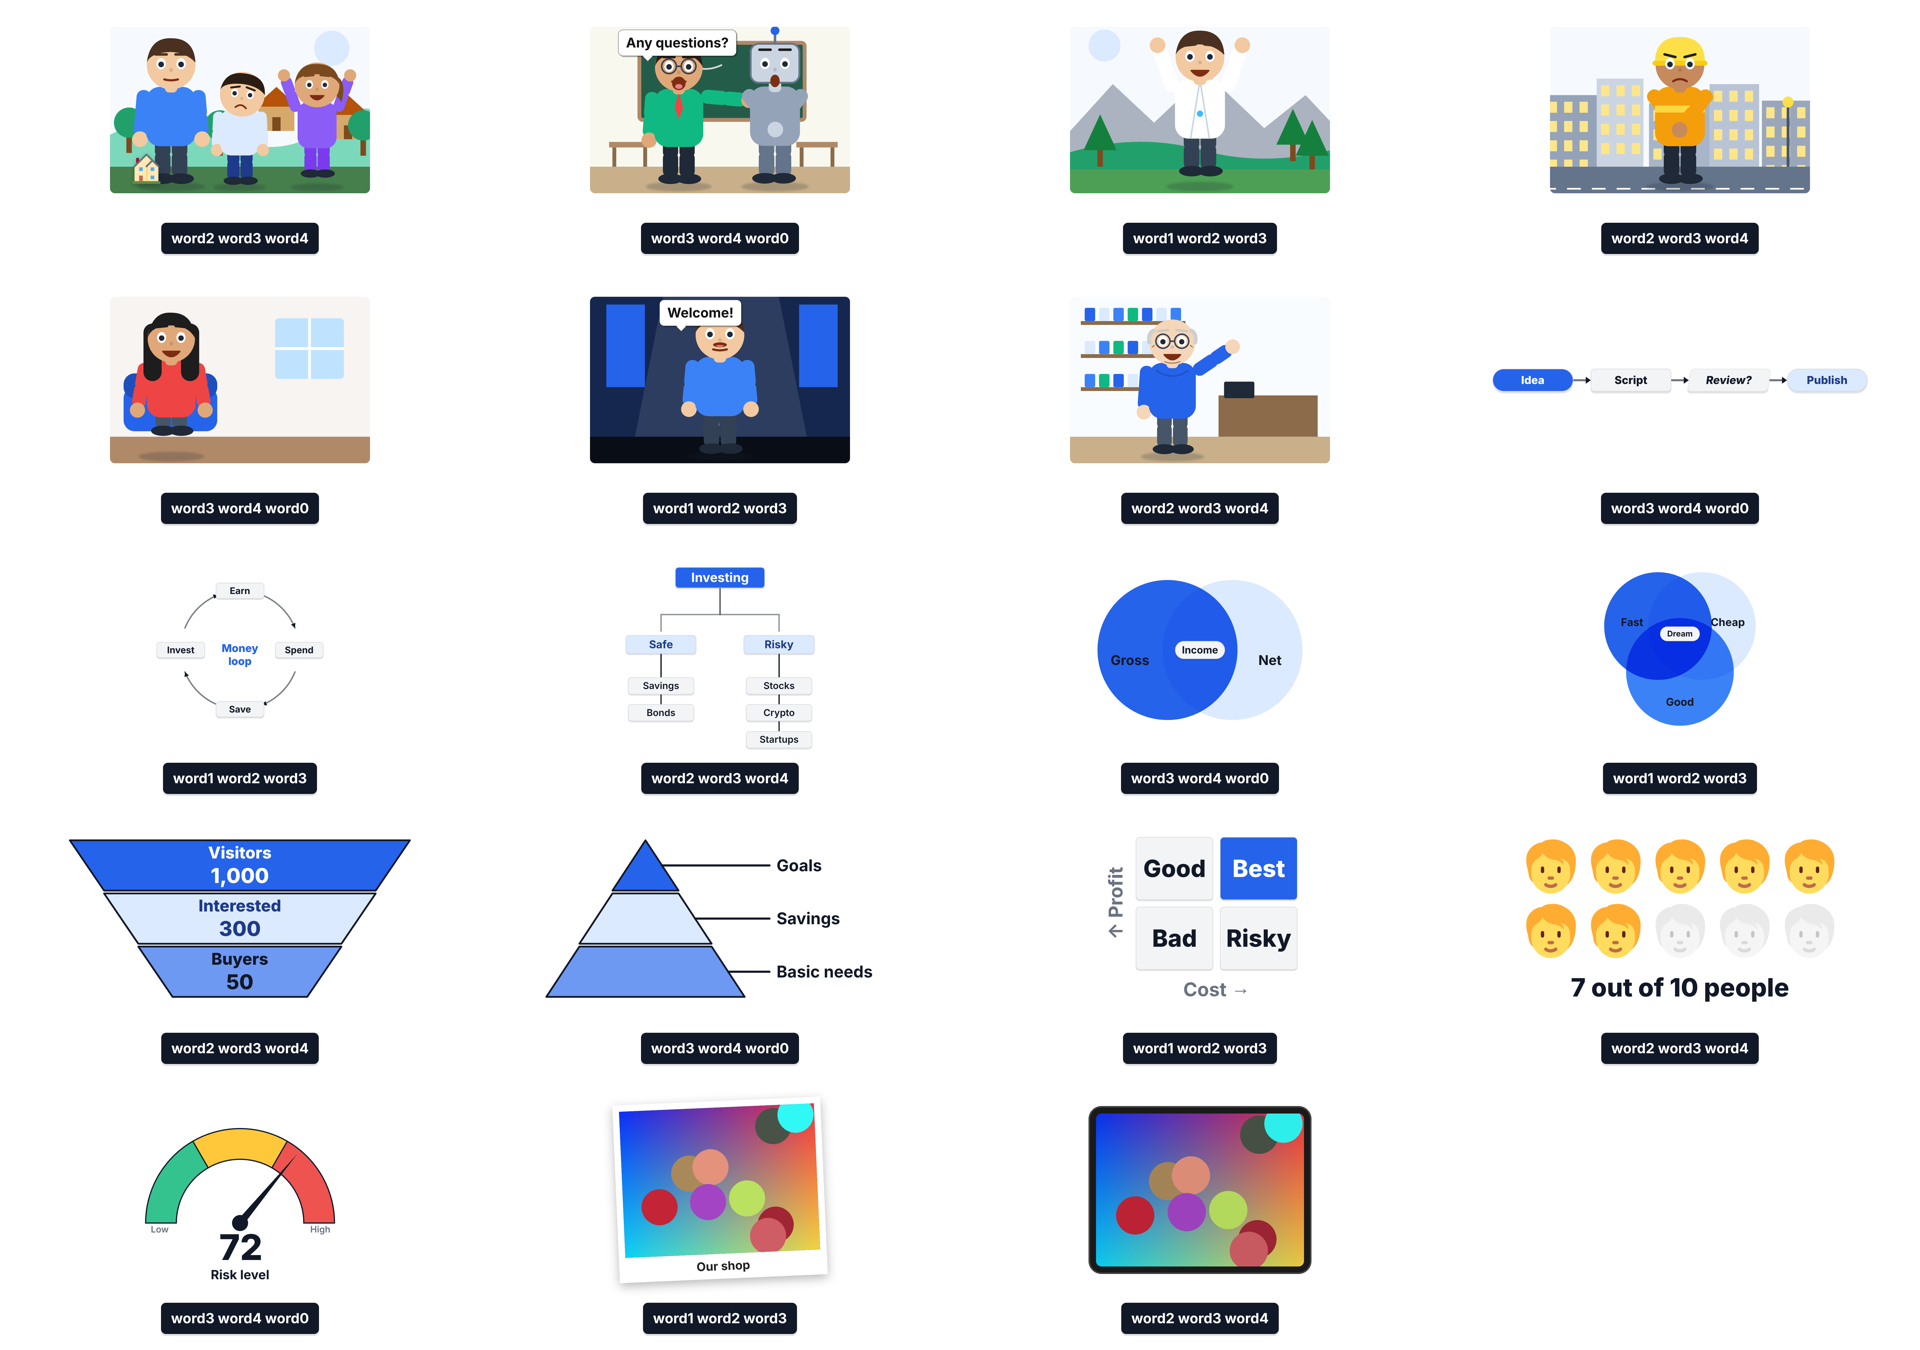 Any questions?
word2 word3 word4
word3 word4 word0
word1 word2 word3
word2 word3 word4
Welcome!
Idea
Script
Review?
Publish
word3 word4 word0
word1 word2 word3
word2 word3 word4
word3 word4 word0
Earn
Invest
Money
loop
Spend
Save
Investing
Safe
Risky
Savings
Stocks
Bonds
Crypto
Startups
Gross
Income
Net
Fast
Cheap
Dream
Good
word1 word2 word3
word2 word3 word4
word3 word4 word0
word1 word2 word3
Visitors
1,000
Interested
300
Buyers
50
Goals
Savings
Basic needs
↑ Profit
Good
Best
Bad
Risky
Cost →
7 out of 10 people
word2 word3 word4
word3 word4 word0
word1 word2 word3
word2 word3 word4
Low
High
72
Risk level
Our shop
word3 word4 word0
word1 word2 word3
word2 word3 word4